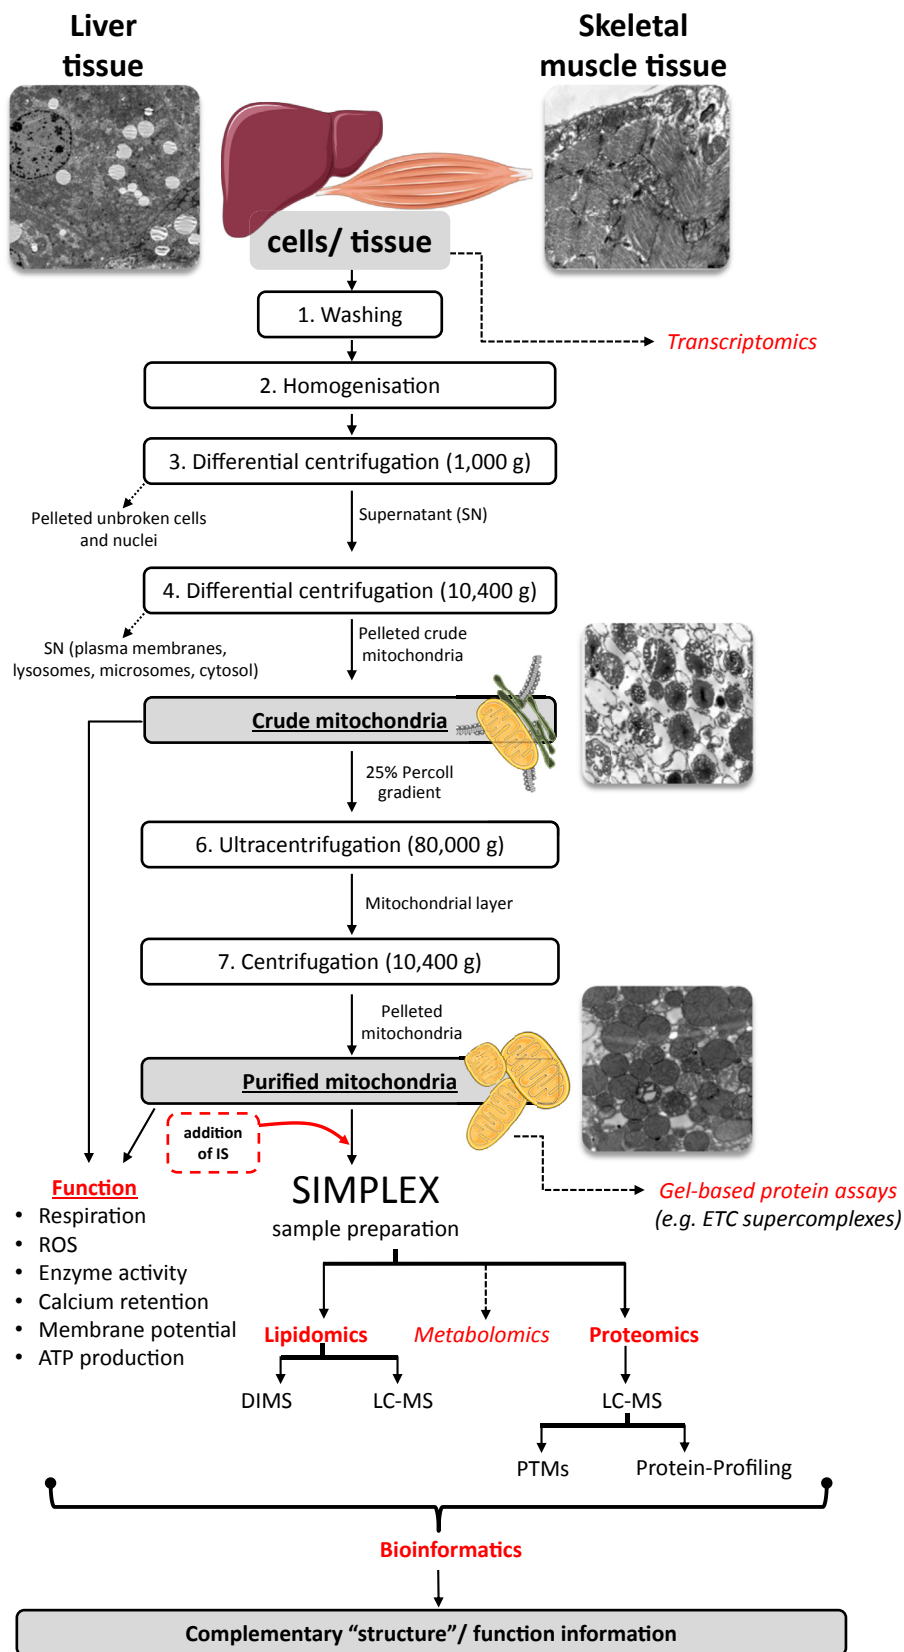 Liver
tissue
Skeletal
muscle tissue
cells/ tissue
1. Washing
Transcriptomics
2. Homogenisation
3. Differential centrifugation (1,000 g)
Pelleted unbroken cells
and nuclei
Supernatant (SN)
4. Differential centrifugation (10,400 g)
SN (plasma membranes,
lysosomes, microsomes, cytosol)
Pelleted crude
mitochondria
Crude mitochondria
25% Percoll
gradient
6. Ultracentrifugation (80,000 g)
Mitochondrial layer
7. Centrifugation (10,400 g)
Pelleted
mitochondria
Purified mitochondria
addition
of IS
Function
• Respiration
• ROS
• Enzyme activity
• Calcium retention
• Membrane potential
• ATP production
SIMPLEX
sample preparation
Gel-based protein assays
(e.g. ETC supercomplexes)
Lipidomics
Metabolomics
Proteomics
DIMS
LC-MS
LC-MS
PTMs
Protein-Profiling
Bioinformatics
Complementary “structure”/ function information